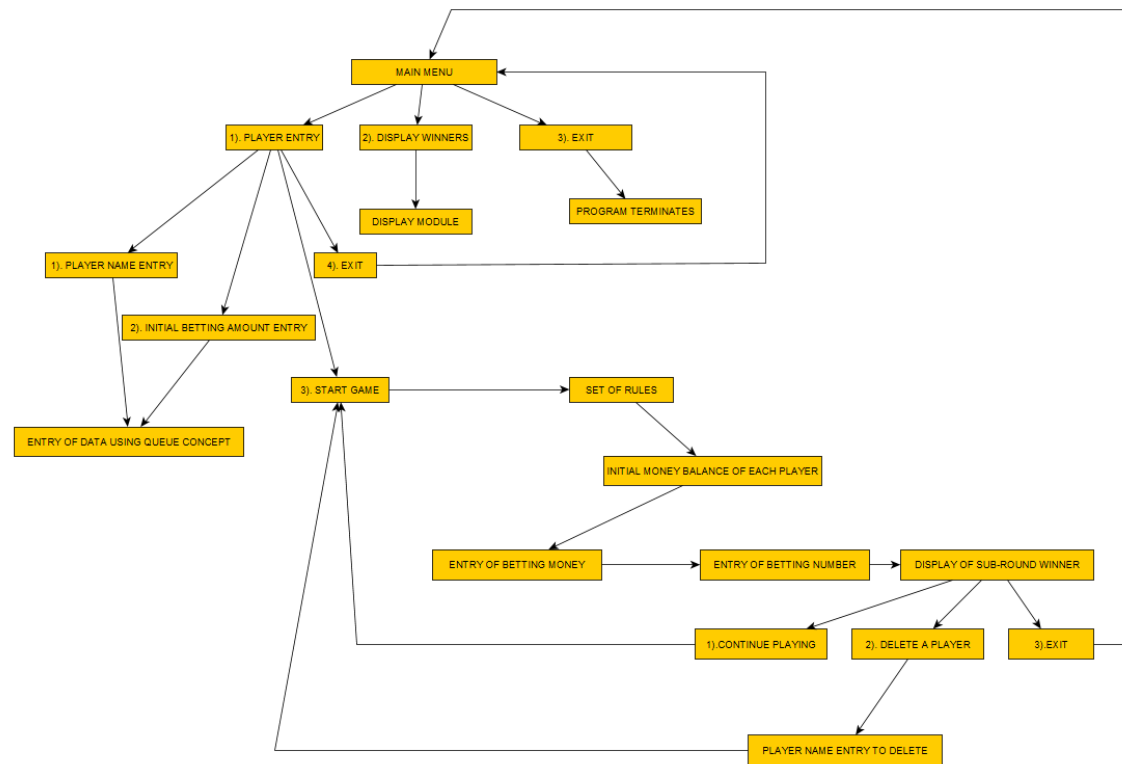 MAIN MENU
1). PLAYER ENTRY
2). DISPLAY WINNERS
3). EXIT
DISPLAY MODULE
PROGRAM TERMINATES
1). PLAYER NAME ENTRY
4). EXIT
2). INITIAL BETTING AMOUNT ENTRY
3). START GAME
SET OF RULES
ENTRY OF DATA USING QUEUE CONCEPT
INITIAL MONEY BALANCE OF EACH PLAYER
ENTRY OF BETTING MONEY
ENTRY OF BETTING NUMBER
DISPLAY OF SUB-ROUND WINNER
1).CONTINUE PLAYING
2). DELETE A PLAYER
3).EXIT
PLAYER NAME ENTRY TO DELETE